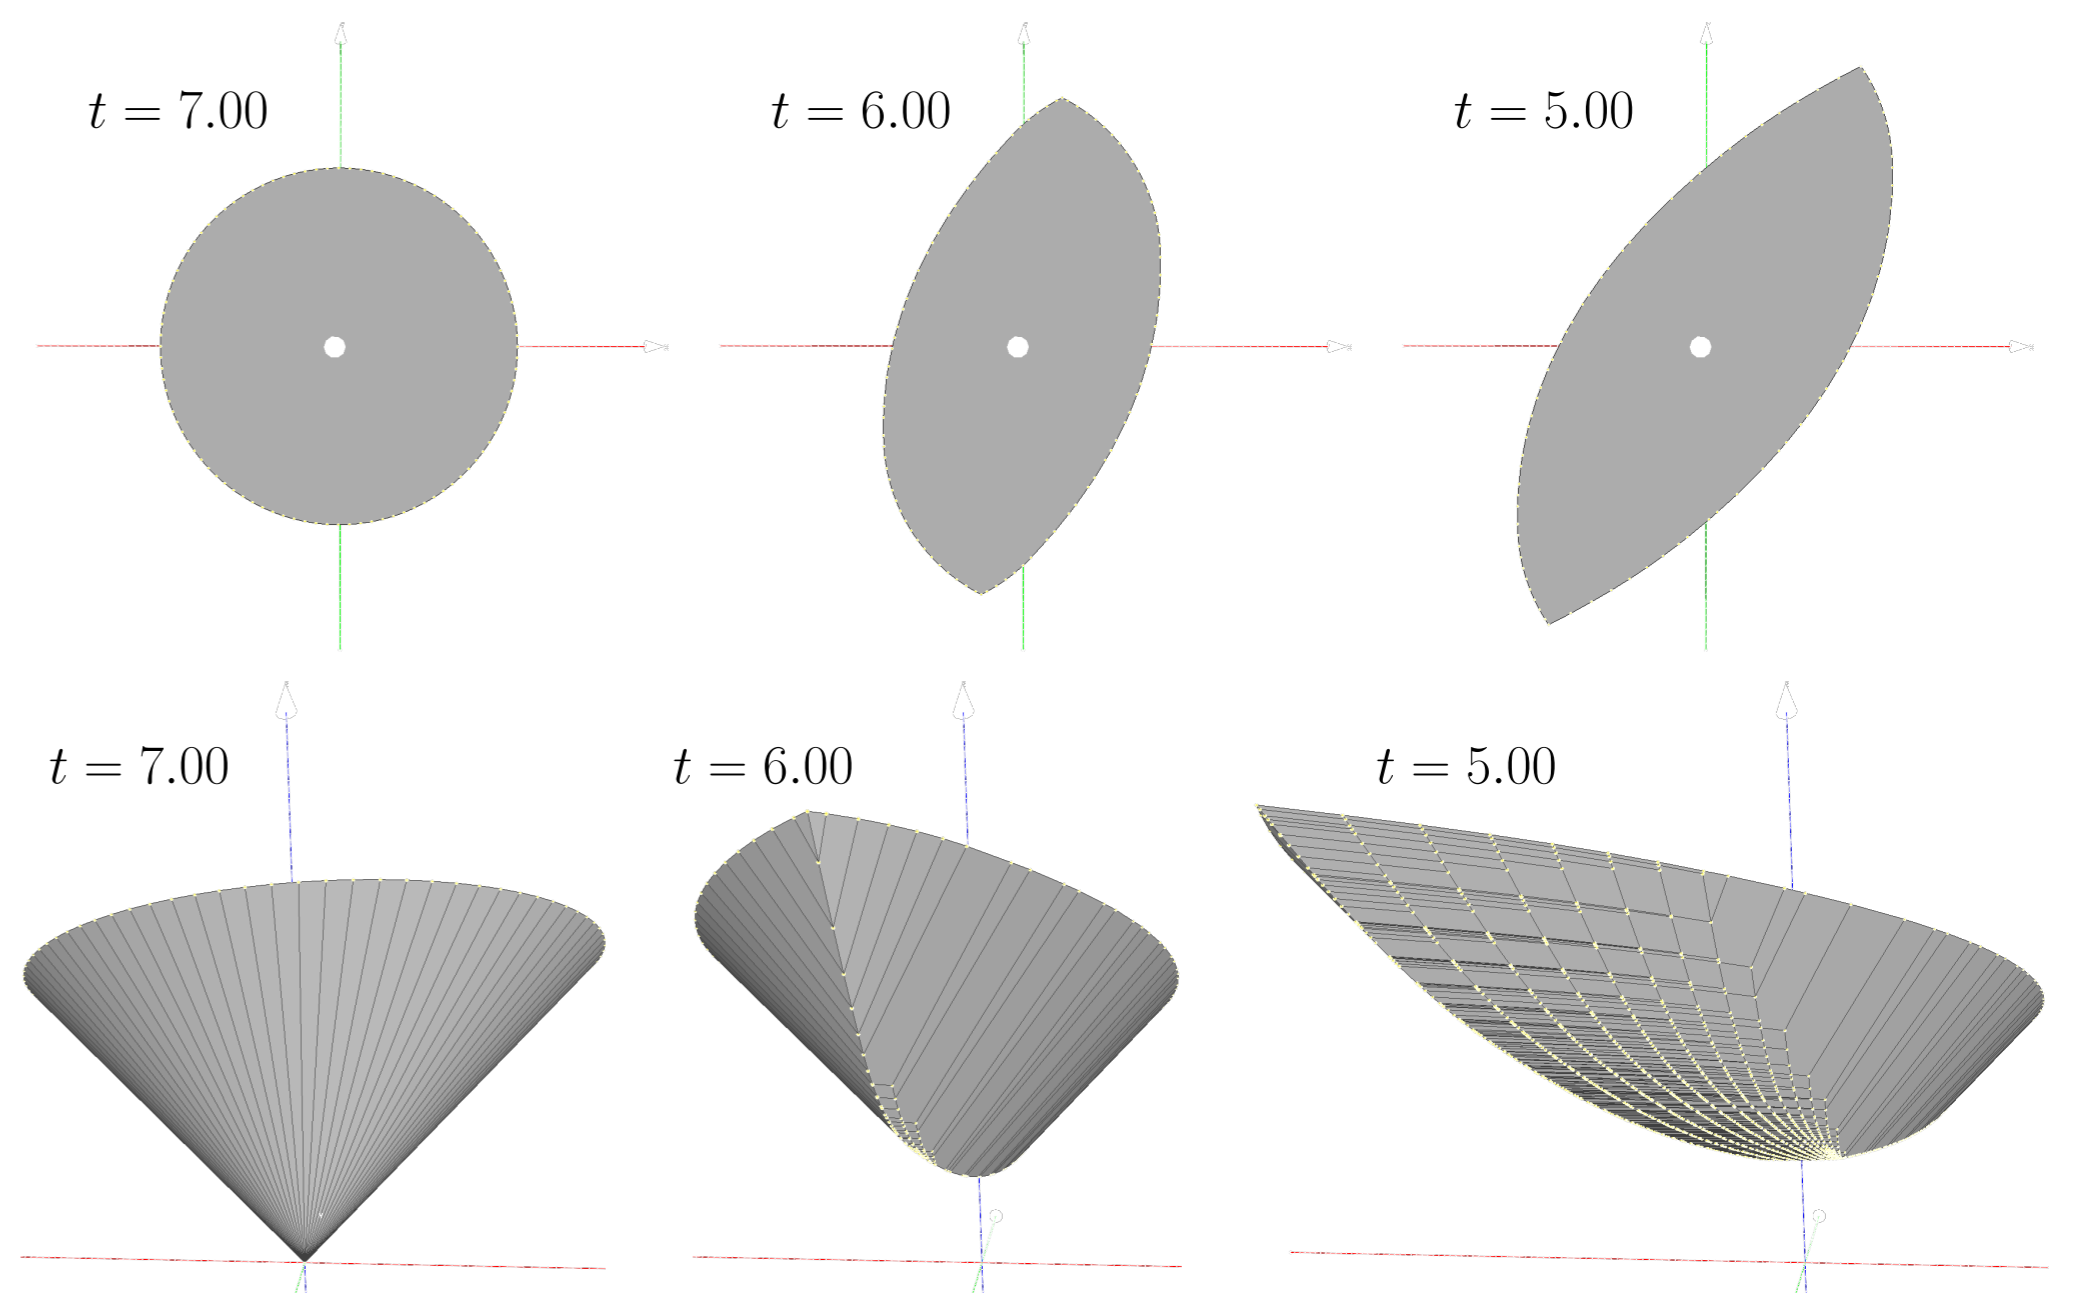 t = 7.00
t = 6.00
t = 5.00
t = 7.00
t = 6.00
t = 5.00